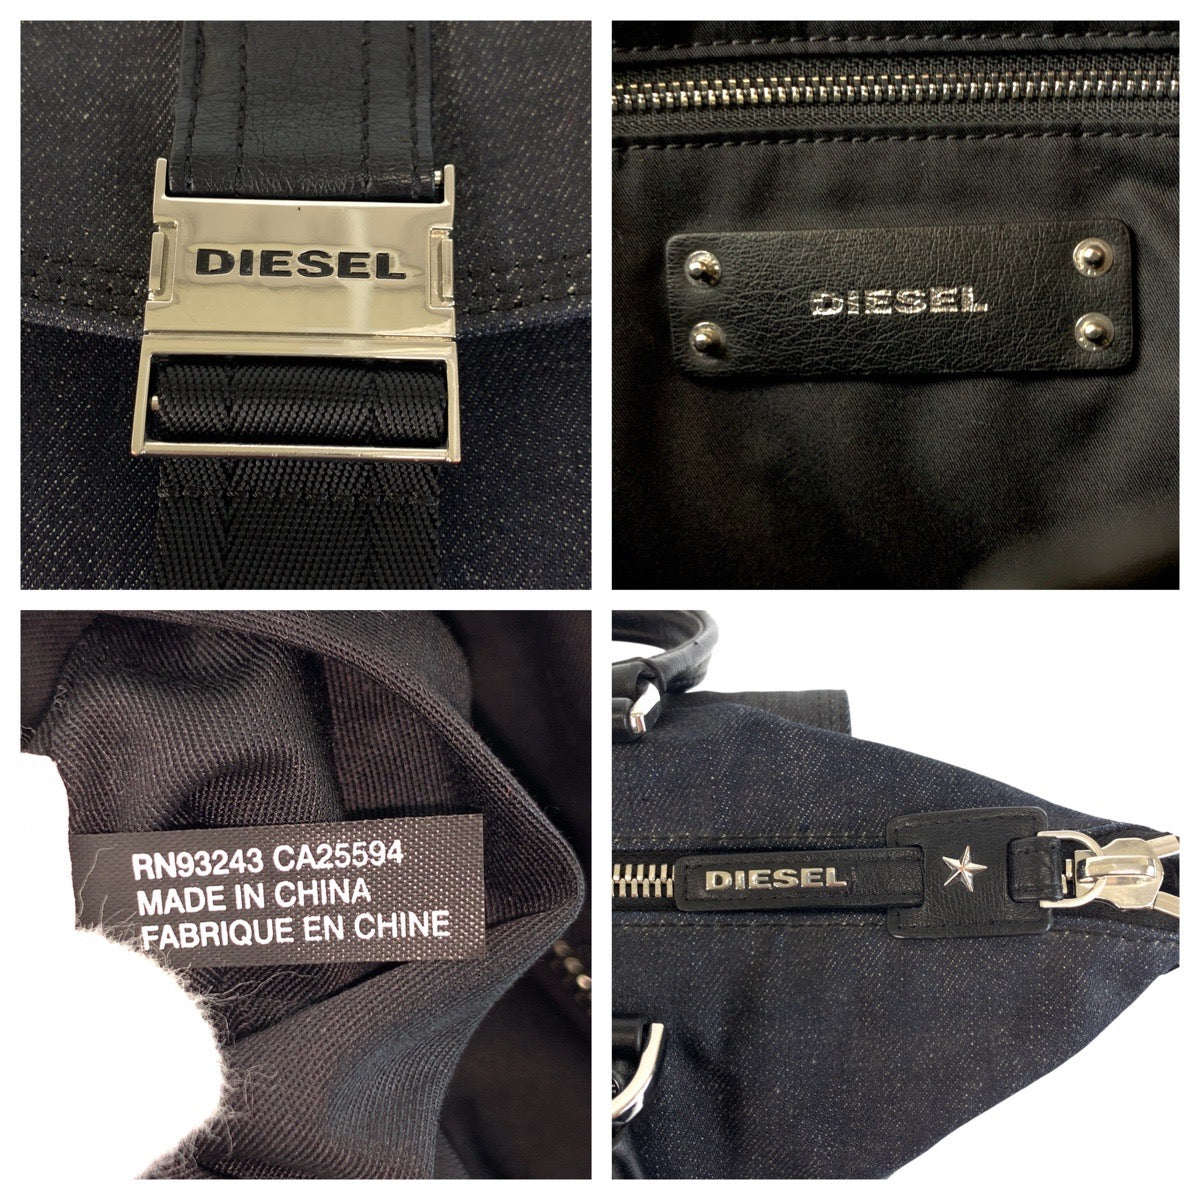 DIESEL
DIESEL
RN93243 CA25594
MADE IN CHINA
FABRIQUE EN CHINE
DIESEL